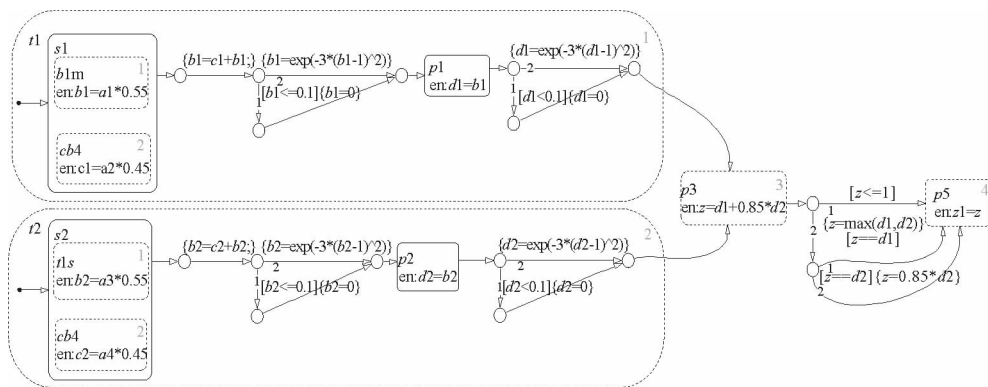 t1
s1
b1m
1
en:b1=a1*0.55
cb4
2
en:c1=a2*0.45
{b1=c1+b1;}
{b1=exp(-3*(b1-1)^2)}
2
1
[b1<=0.1]{b1=0}
p1
en:d1=b1
{d1=exp(-3*(d1-1)^2)}
2
1
[d1<0.1]{d1=0}
1
t2
s2
t1s
1
en:b2=a3*0.55
cb4
2
en:c2=a4*0.45
{b2=c2+b2;}
{b2=exp(-3*(b2-1)^2)}
2
1
[b2<=0.1]{b2=0}
p2
en:d2=b2
{d2=exp(-3*(d2-1)^2)}
2
1
[d2<0.1]{d2=0}
2
p3
3
en:z=d1+0.85*d2
[z<=1]
1
{z=max(d1,d2)}
2
[z==d1]
1
[z==d2]{z=0.85*d2}
2
p5
4
en:z1=z